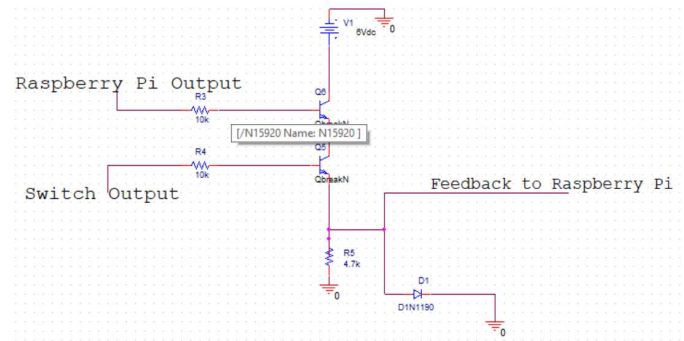 V1
6Vdc
0
Raspberry Pi Output
R3
10k
Q6
[/N15920 Name: N15920 ]
Q5
R4
10k
QbreakN
Switch Output
Feedback to Raspberry Pi
R5
4.7k
0
D1
D1N1190
0